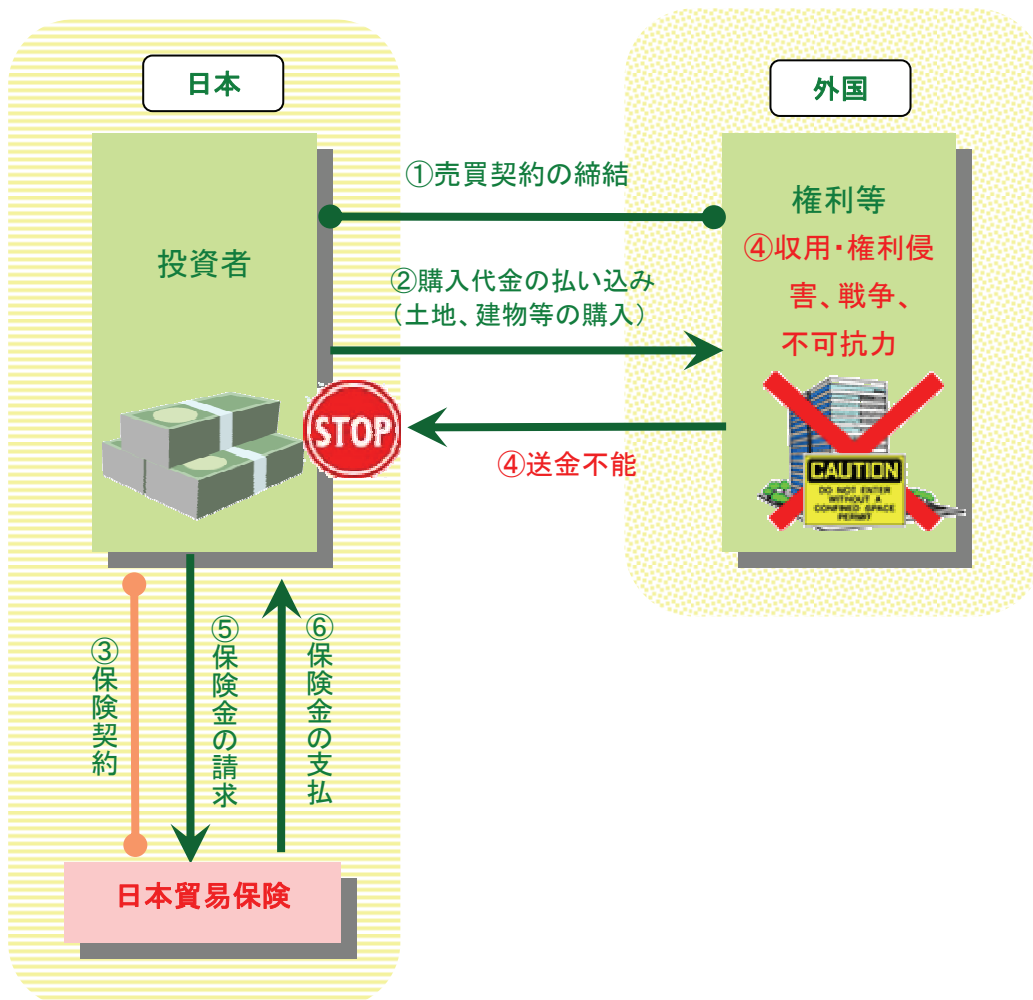 日本
外国
①売買契約の締結
権利等
④収用・権利侵
害、戦争、
不可抗力
投資者
②購入代金の払い込み
（土地、建物等の購入）
STOP
④送金不能
CAUTION
DO NOT ENTER
WITHOUT A
CONFINED SPACE
PERMIT
③保険契約
⑤保険金の請求
⑥保険金の支払
日本貿易保険